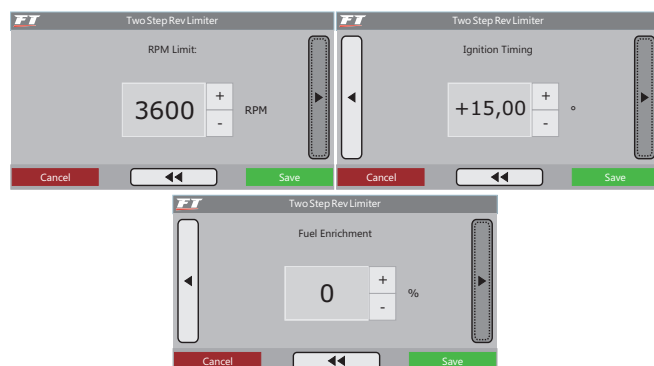 FT Two Step Rev Limiter
RPM Limit:
3600 + - RPM
Cancel Save
FT Two Step Rev Limiter
Ignition Timing
+15,00 + - °
Cancel Save
FT Two Step Rev Limiter
Fuel Enrichment
0 + - %
Cancel Save